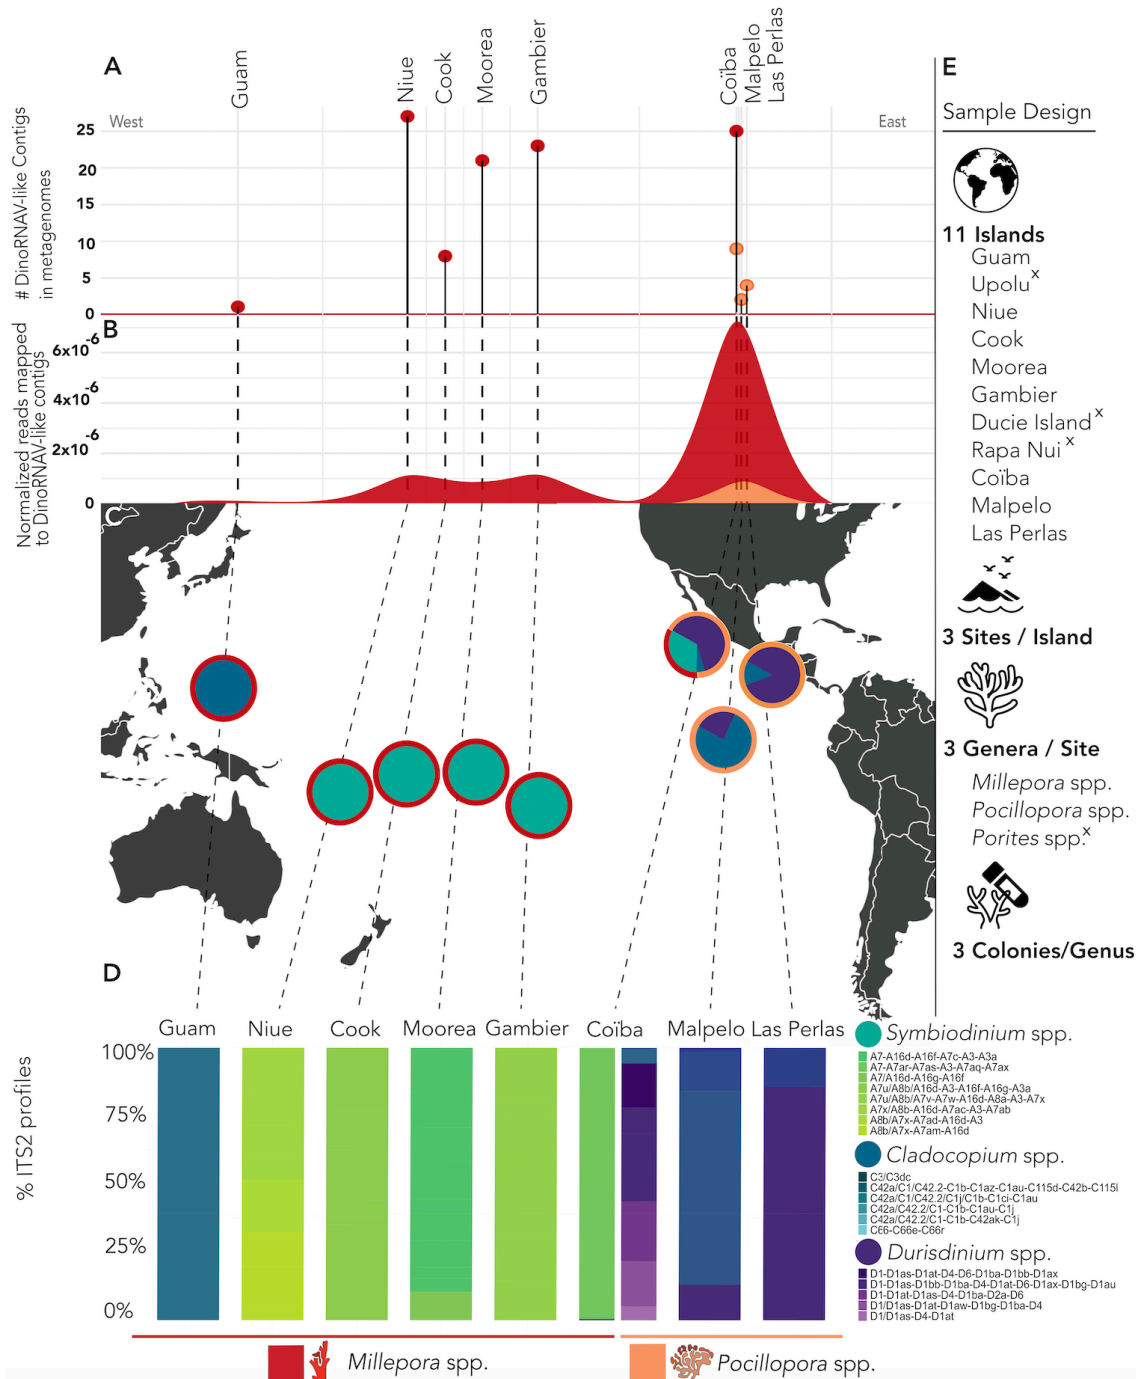 A
Guam
Niue
Cook
Moorea
Gambier
Coïba
Malpelo
Las Perlas
West
East
# DinoRNAV-like Contigs
in metagenomes
25
20
15
10
5
0
B
Normalized reads mapped
to DinoRNAV-like contigs
6x10-6
4x10-6
2x10-6
0
C
D
Guam
Niue
Cook
Moorea
Gambier
Coïba
Malpelo
Las Perlas
% ITS2 profiles
100%
75%
50%
25%
0%
Millepora spp.
Pocillopora spp.
Symbiodinium spp.
A7-A16d-A16f-A7c-A3-A3a
A7-A7ar-A7as-A3-A7aq-A7ax
A7/A16d-A16g-A16f
A7u/A8b/A16d-A3-A16f-A16g-A3a
A7u/A8b/A7v-A7w-A16d-A8a-A3-A7x
A7x/A8b-A16d-A7ac-A3-A7ab
A8b/A7x-A7ad-A16d-A3
A8b/A7x-A7am-A16d
Cladocopium spp.
C3/C3dc
C42a/C1/C42.2-C1b-C1az-C1au-C115d-C42b-C115l
C42a/C1/C42.2/C1j/C1b-C1ci-C1au
C42a/C42.2/C1-C1b-C1au-C1j
C42a/C42.2/C1-C1b-C42ak-C1j
C66-C66e-C66r
Durisdinium spp.
D1-D1as-D1at-D4-D6-D1ba-D1bb-D1ax
D1-D1as-D1bb-D1ba-D4-D1at-D6-D1ax-D1bg-D1au
D1-D1at-D1as-D4-D1ba-D2a-D6
D1/D1as-D1at-D1aw-D1bg-D1ba-D4
D1/D1as-D4-D1at
E
Sample Design
11 Islands
Guam
Upolu x
Niue
Cook
Moorea
Gambier
Ducie Island x
Rapa Nui x
Coïba
Malpelo
Las Perlas
3 Sites / Island
3 Genera / Site
Millepora spp.
Pocillopora spp.
Porites spp. x
3 Colonies/Genus